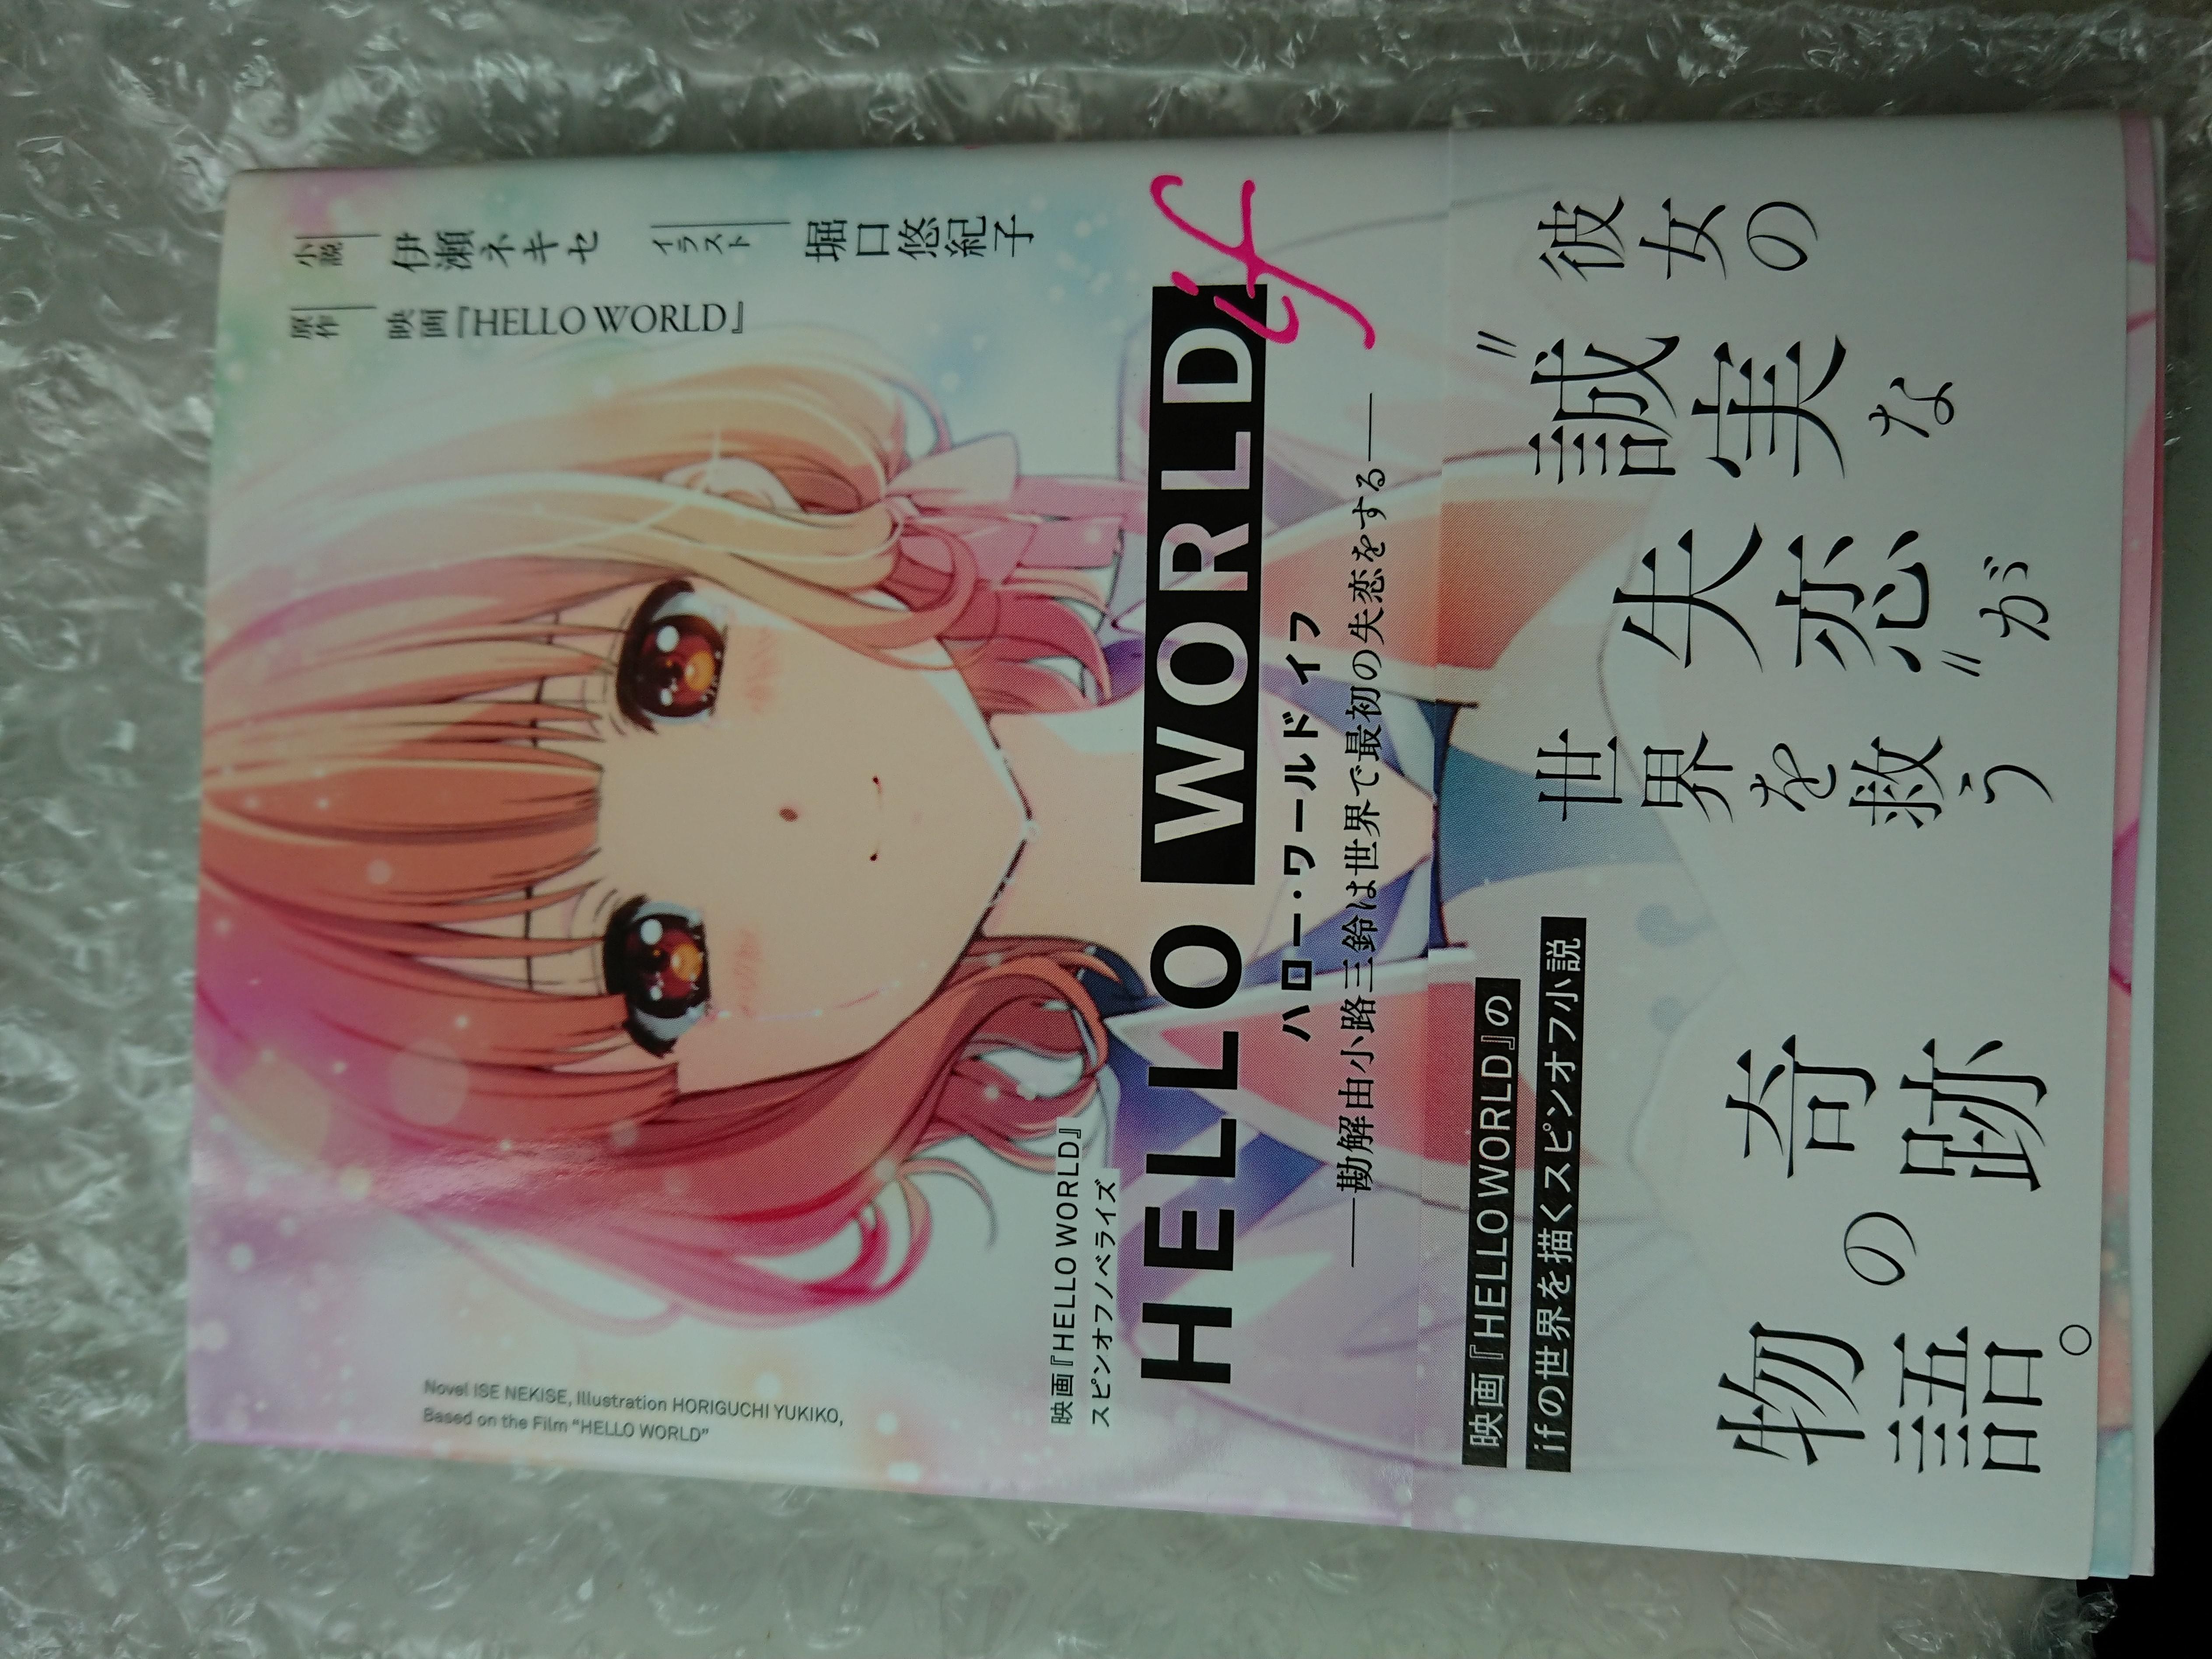 小説
伊瀬ネキセ
イラスト
堀口悠紀子
原作
映画『HELLO WORLD』
Novel ISE NEKISE, Illustration HORIGUCHI YUKIKO,
Based on the Film "HELLO WORLD"
映画『HELLO WORLD』
スピンオフノベライズ
HELLO WORLD if
ハロー・ワールド イフ
――勘解由小路三鈴は世界で最初の失恋をする――
映画『HELLO WORLD』の
ifの世界を描くスピンオフ小説
彼女の
〝誠実な
失恋〟が
世界を救う
奇跡の
物語。